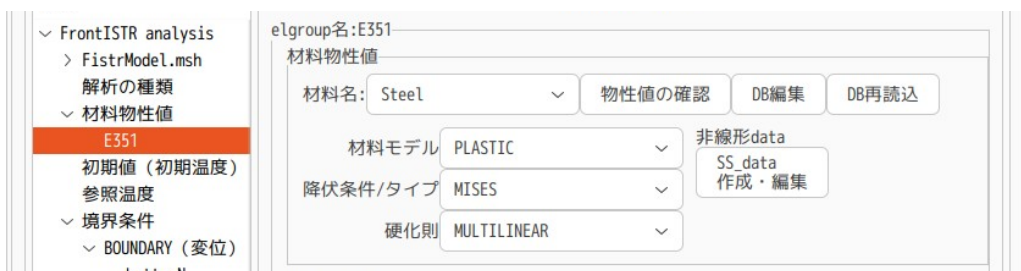 FrontISTR analysis
FistrModel.msh
解析の種類
材料物性値
E351
初期値（初期温度）
参照温度
境界条件
BOUNDARY（変位）
elgroup名:E351
材料物性値
材料名: Steel 物性値の確認 DB編集 DB再読込
材料モデル PLASTIC
非線形data
SS_data
作成・編集
降伏条件/タイプ MISES
硬化則 MULTILINEAR